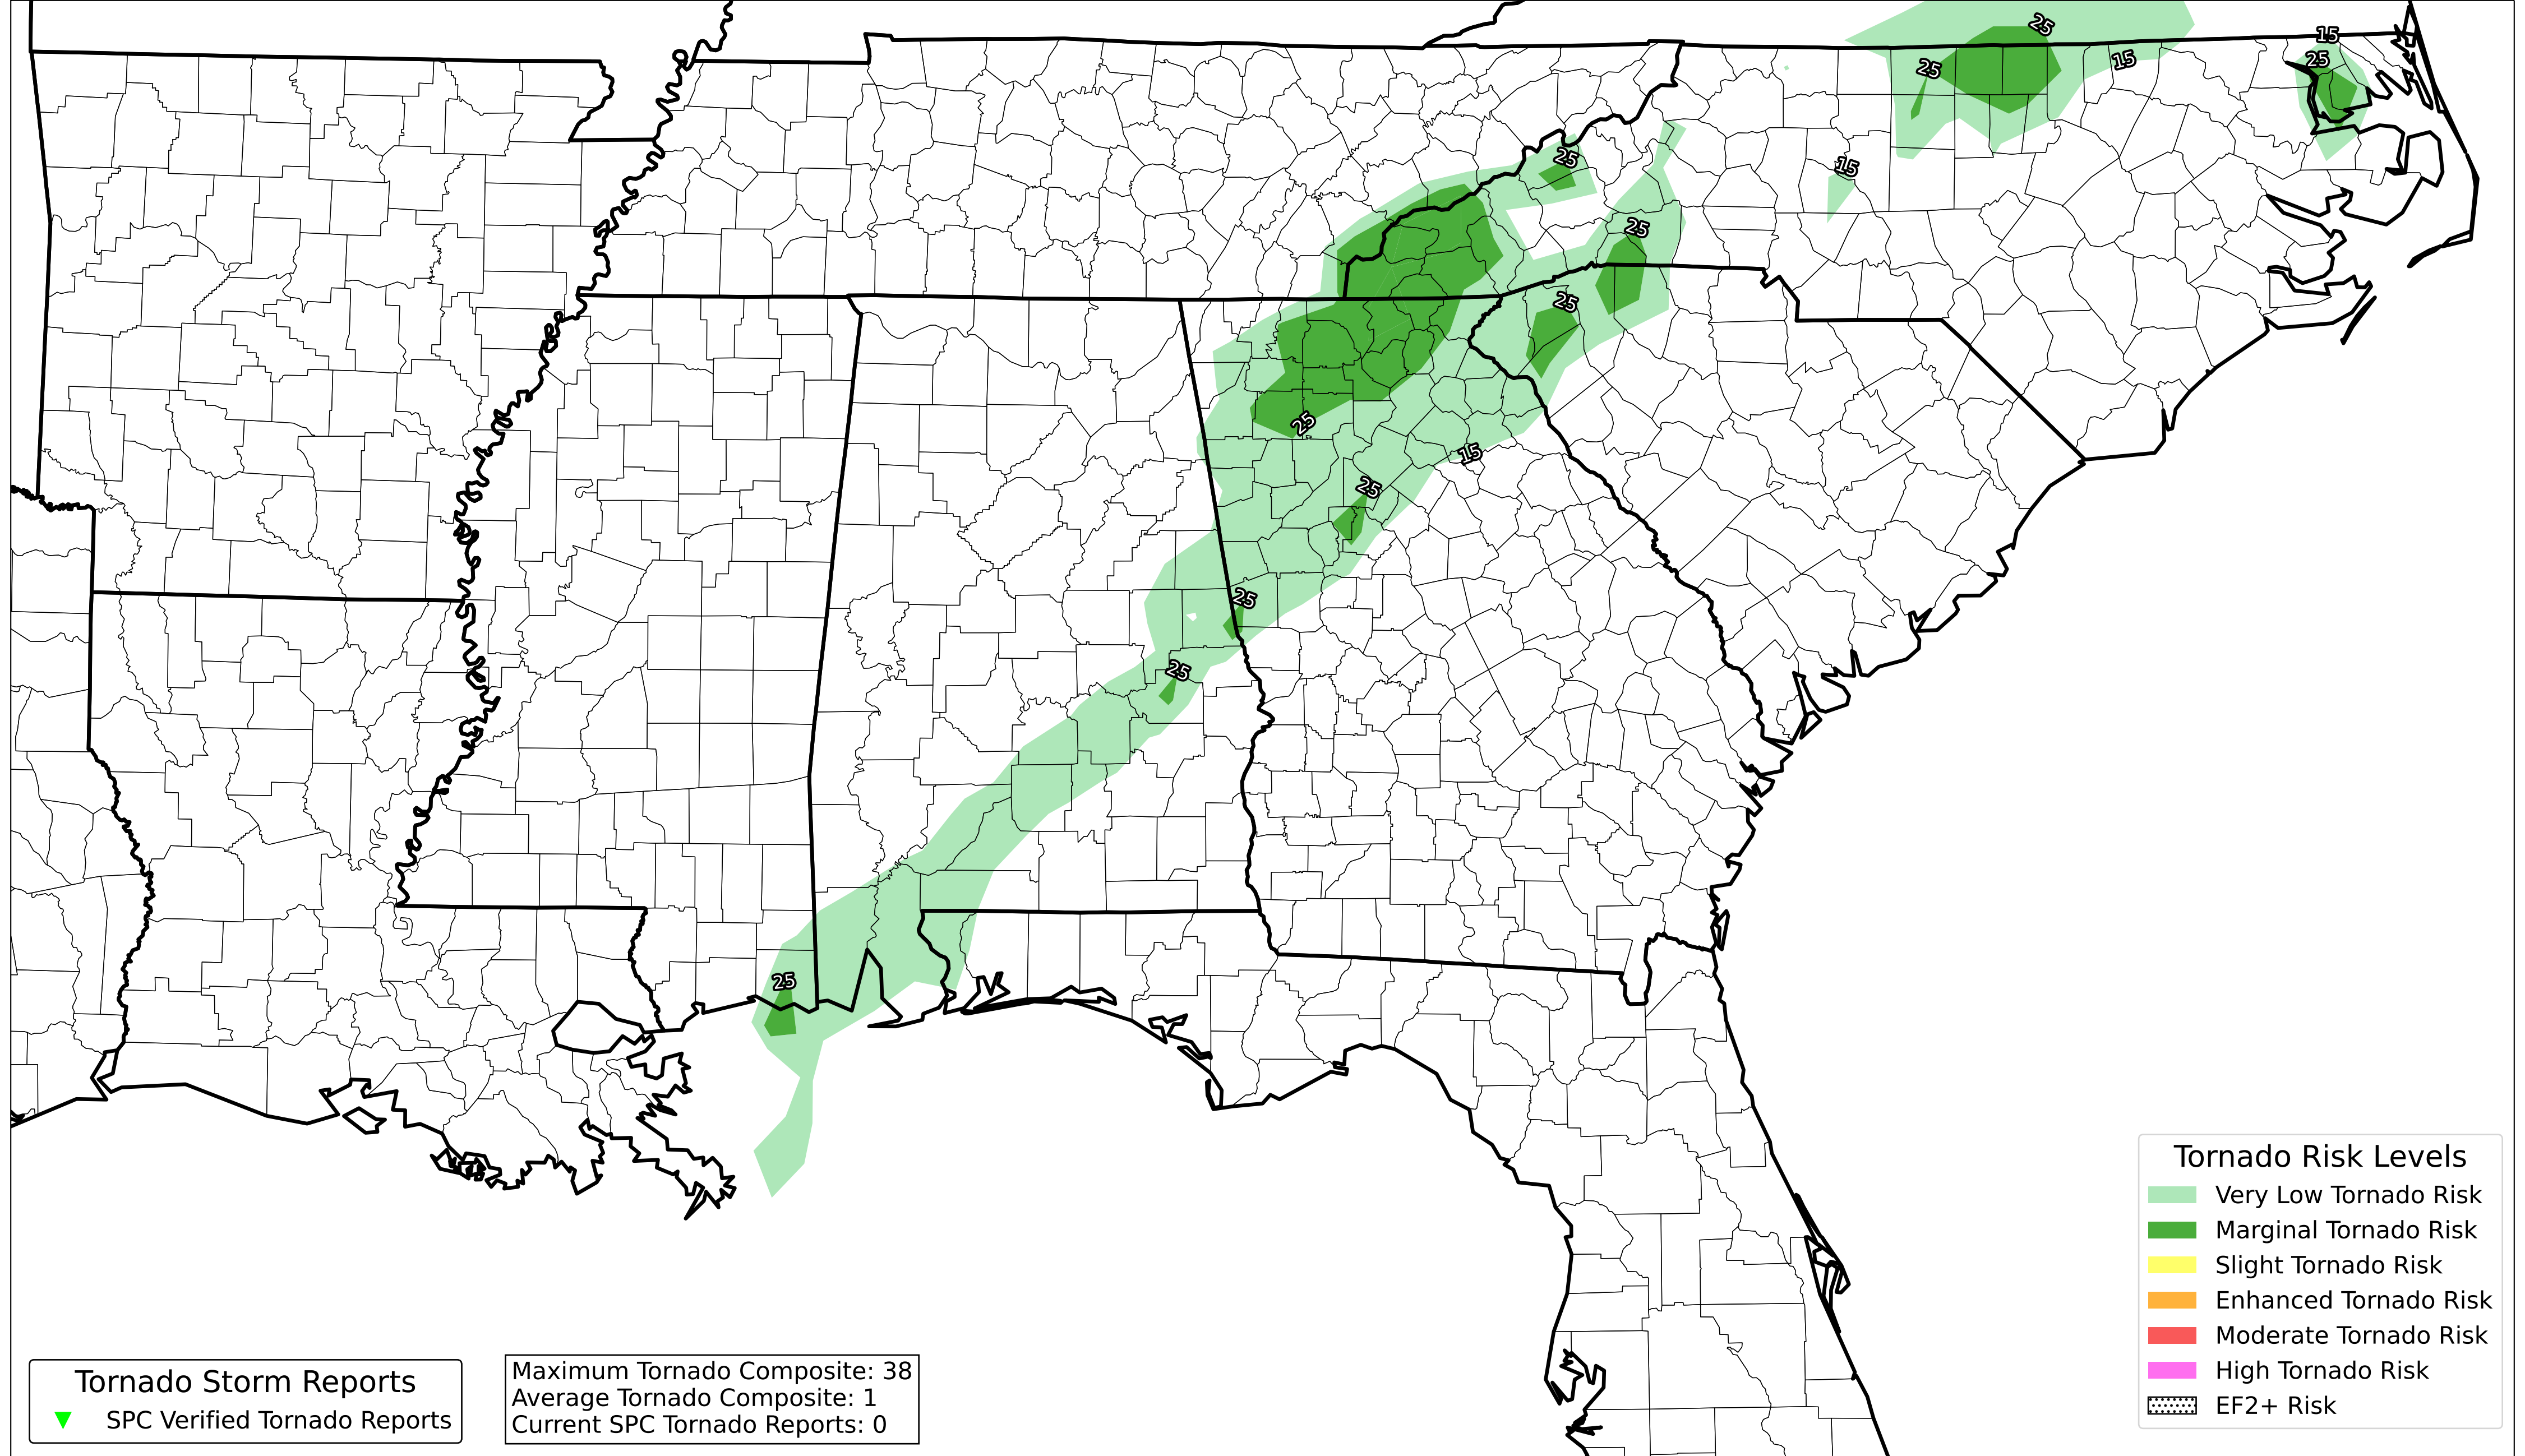 25
15
25
15
25
15
25
25
25
25
15
25
25
25
25
Tornado Risk Levels
Very Low Tornado Risk
Marginal Tornado Risk
Slight Tornado Risk
Enhanced Tornado Risk
Moderate Tornado Risk
High Tornado Risk
EF2+ Risk
Tornado Storm Reports
SPC Verified Tornado Reports
Maximum Tornado Composite: 38
Average Tornado Composite: 1
Current SPC Tornado Reports: 0